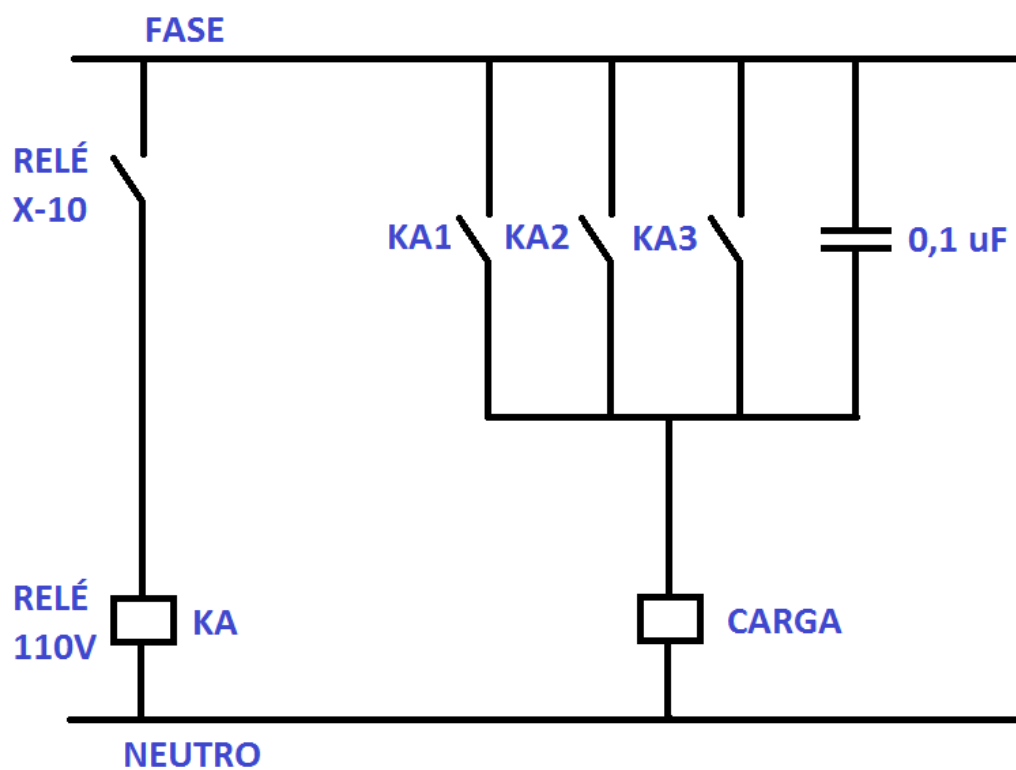 FASE
RELÉ
X-10
KA1
KA2
KA3
0,1 uF
RELÉ
110V
KA
CARGA
NEUTRO